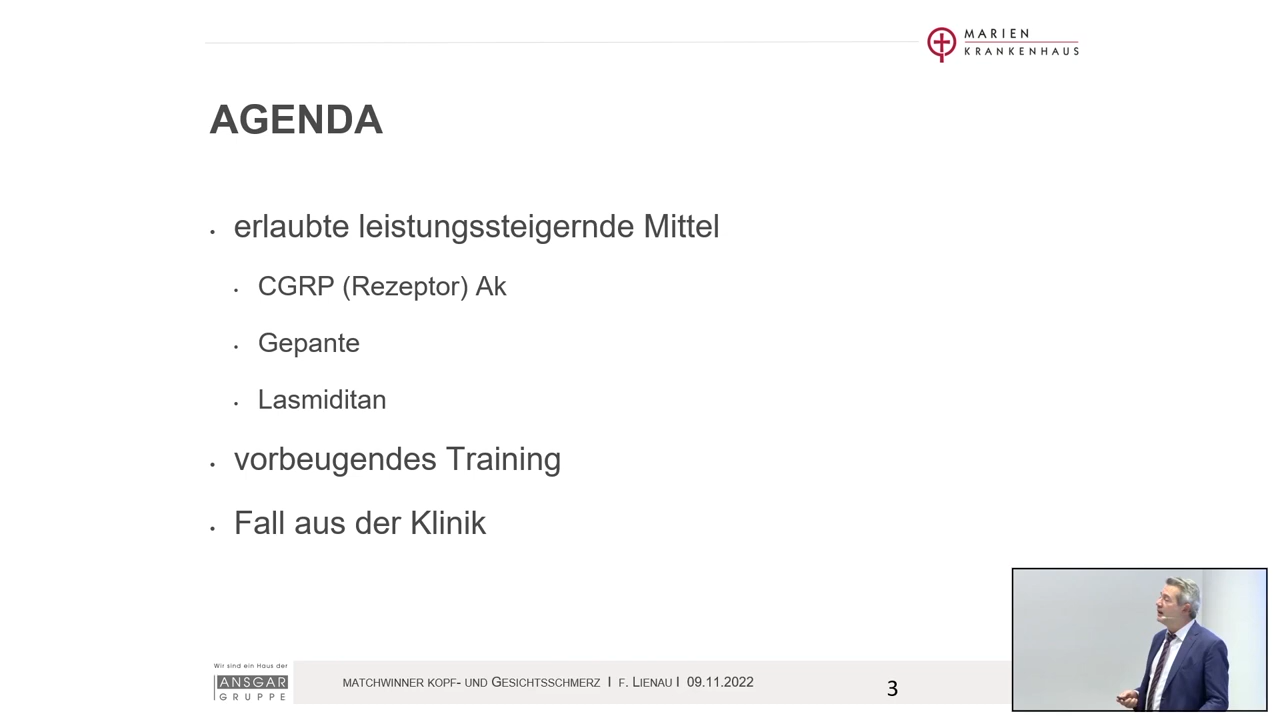 MARIEN
KRANKENHAUS
AGENDA
• erlaubte leistungssteigernde Mittel
• CGRP (Rezeptor) Ak
• Gepante
• Lasmiditan
• vorbeugendes Training
• Fall aus der Klinik
Wir sind ein Haus der
ANSGAR
GRUPPE
MATCHWINNER KOPF- UND GESICHTSSCHMERZ I F. LIENAU I 09.11.2022
3